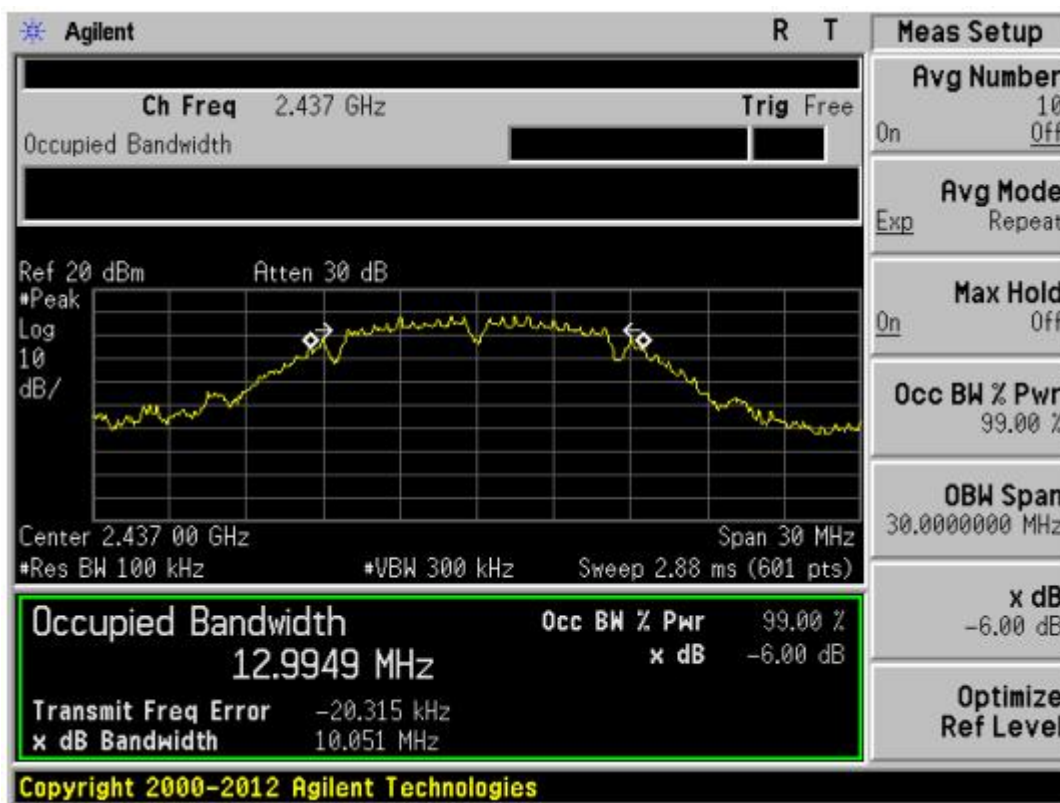 Agilent R T
Ch Freq 2.437 GHz Trig Free
Occupied Bandwidth
Ref 20 dBm Atten 30 dB
#Peak
Log
10
dB/
Center 2.437 00 GHz Span 30 MHz
#Res BW 100 kHz #VBW 300 kHz Sweep 2.88 ms (601 pts)
Occupied Bandwidth Occ BW % Pwr 99.00 %
12.9949 MHz x dB -6.00 dB
Transmit Freq Error -20.315 kHz
x dB Bandwidth 10.051 MHz
Copyright 2000-2012 Agilent Technologies
Meas Setup
Avg Number
10
On Off
Avg Mode
Exp Repeat
Max Hold
On Off
Occ BW % Pwr
99.00 %
OBW Span
30.0000000 MHz
x dB
-6.00 dB
Optimize
Ref Level